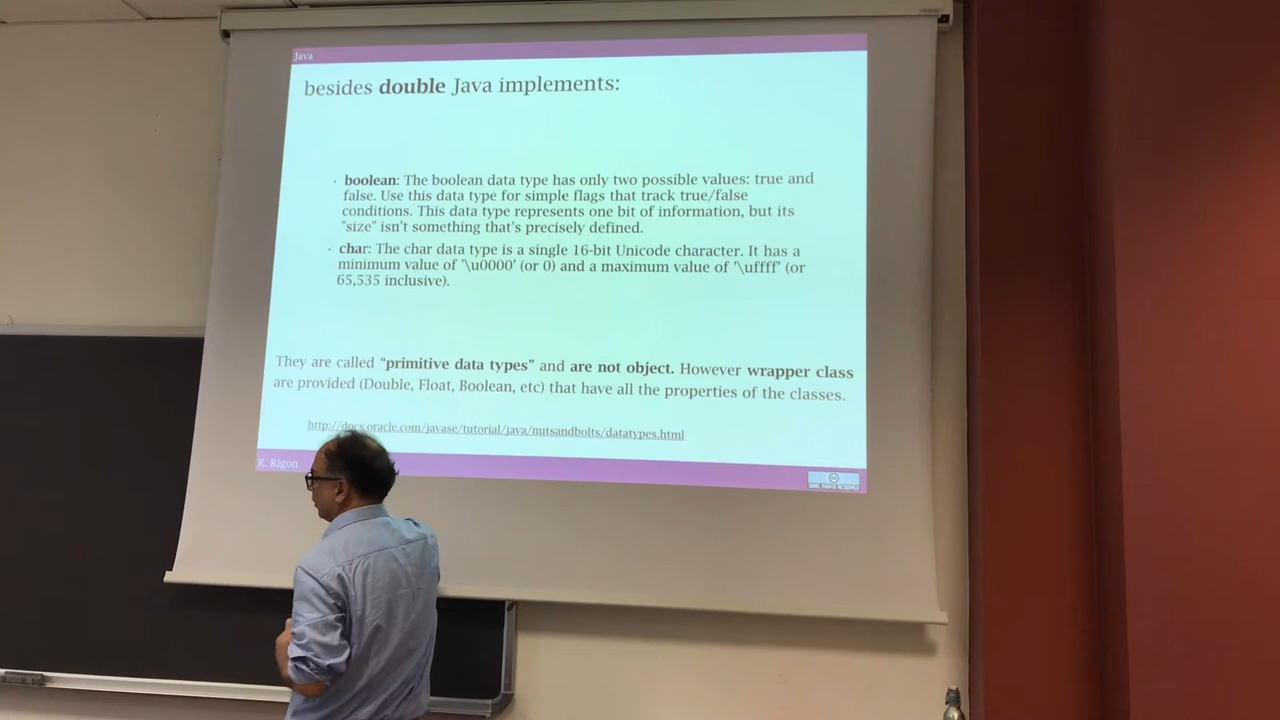 Java
besides double Java implements:
· boolean: The boolean data type has only two possible values: true and
false. Use this data type for simple flags that track true/false
conditions. This data type represents one bit of information, but its
"size" isn't something that's precisely defined.
· char: The char data type is a single 16-bit Unicode character. It has a
minimum value of '\u0000' (or 0) and a maximum value of '\uffff' (or
65,535 inclusive).
They are called “primitive data types” and are not object. However wrapper class
are provided (Double, Float, Boolean, etc) that have all the properties of the classes.
http://docs.oracle.com/javase/tutorial/java/nutsandbolts/datatypes.html
R. Rigon